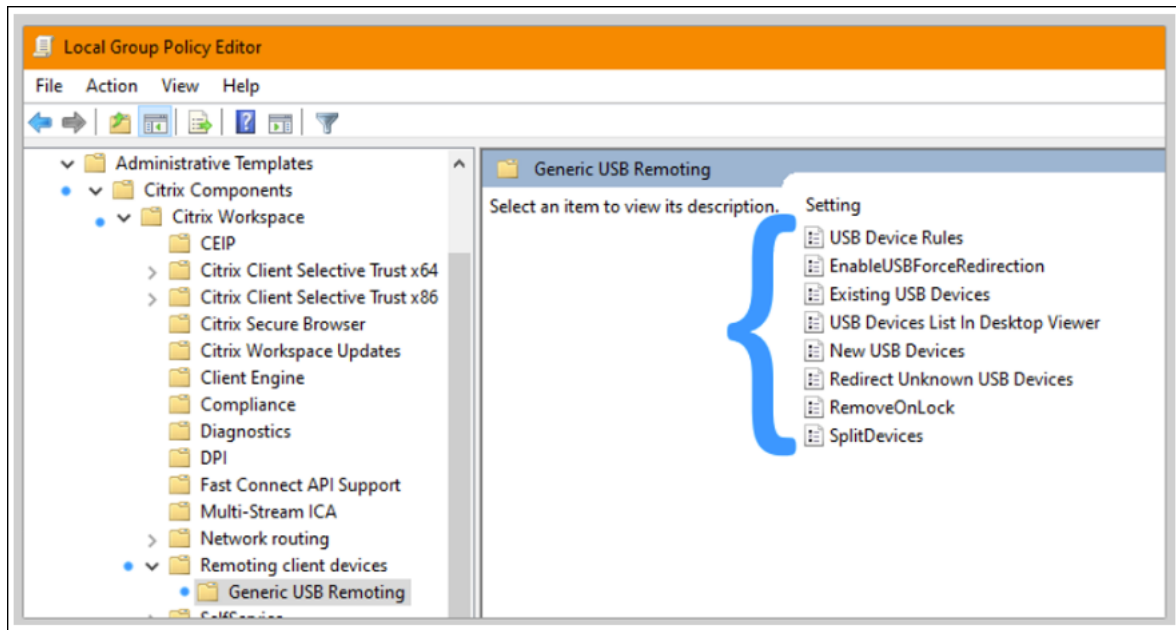 Local Group Policy Editor
File Action View Help
Administrative Templates
Citrix Components
Citrix Workspace
CEIP
Citrix Client Selective Trust x64
Citrix Client Selective Trust x86
Citrix Secure Browser
Citrix Workspace Updates
Client Engine
Compliance
Diagnostics
DPI
Fast Connect API Support
Multi-Stream ICA
Network routing
Remoting client devices
Generic USB Remoting
Generic USB Remoting
Select an item to view its description.
Setting
USB Device Rules
EnableUSBForceRedirection
Existing USB Devices
USB Devices List In Desktop Viewer
New USB Devices
Redirect Unknown USB Devices
RemoveOnLock
SplitDevices